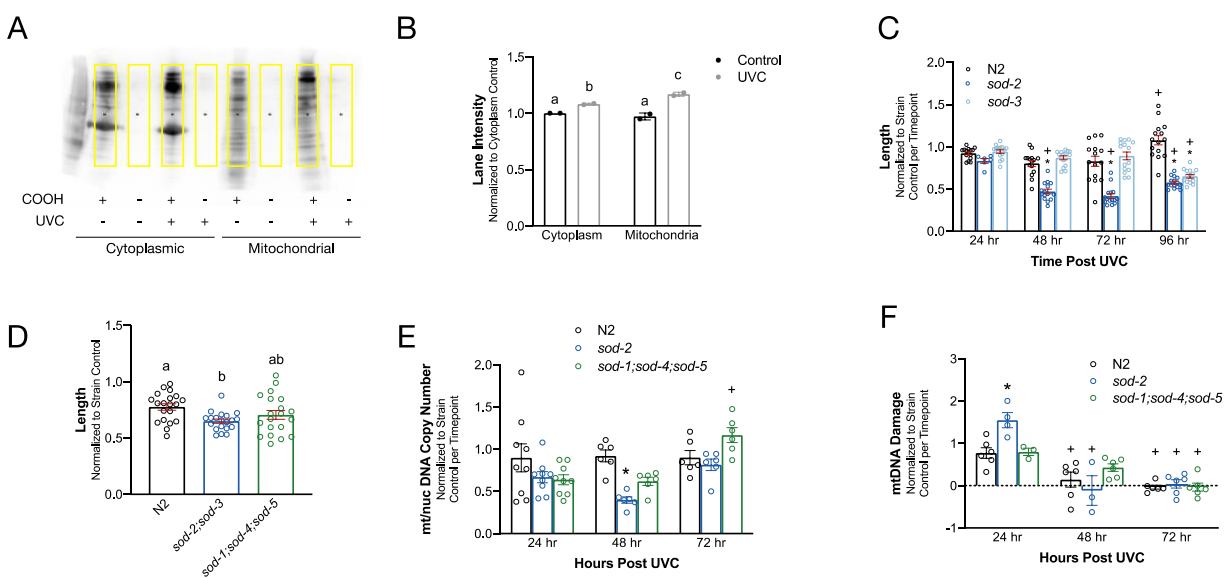 A
COOH + - + - + - + -
UVC - - + + - - + +
Cytoplasmic Mitochondrial
B
Control
UVC
Lane Intensity
Normalized to Cytoplasm Control
1.5
1.0
0.5
0.0
a b a c
Cytoplasm Mitochondria
C
N2
sod-2
sod-3
Length
Normalized to Strain
Control per Timepoint
2.0
1.5
1.0
0.5
0.0
+
*
+
*
+
+
*
+
*
24 hr 48 hr 72 hr 96 hr
Time Post UVC
D
Length
Normalized to Strain Control
1.5
1.0
0.5
0.0
a b ab
N2
sod-2;sod-3
sod-1;sod-4;sod-5
E
N2
sod-2
sod-1;sod-4;sod-5
mt/nuc DNA Copy Number
Normalized to Strain
Control per Timepoint
2.0
1.5
1.0
0.5
0.0
* +
24 hr 48 hr 72 hr
Hours Post UVC
F
N2
sod-2
sod-1;sod-4;sod-5
mtDNA Damage
Normalized to Strain
Control per Timepoint
3
2
1
0
-1
* + + + + +
24 hr 48 hr 72 hr
Hours Post UVC